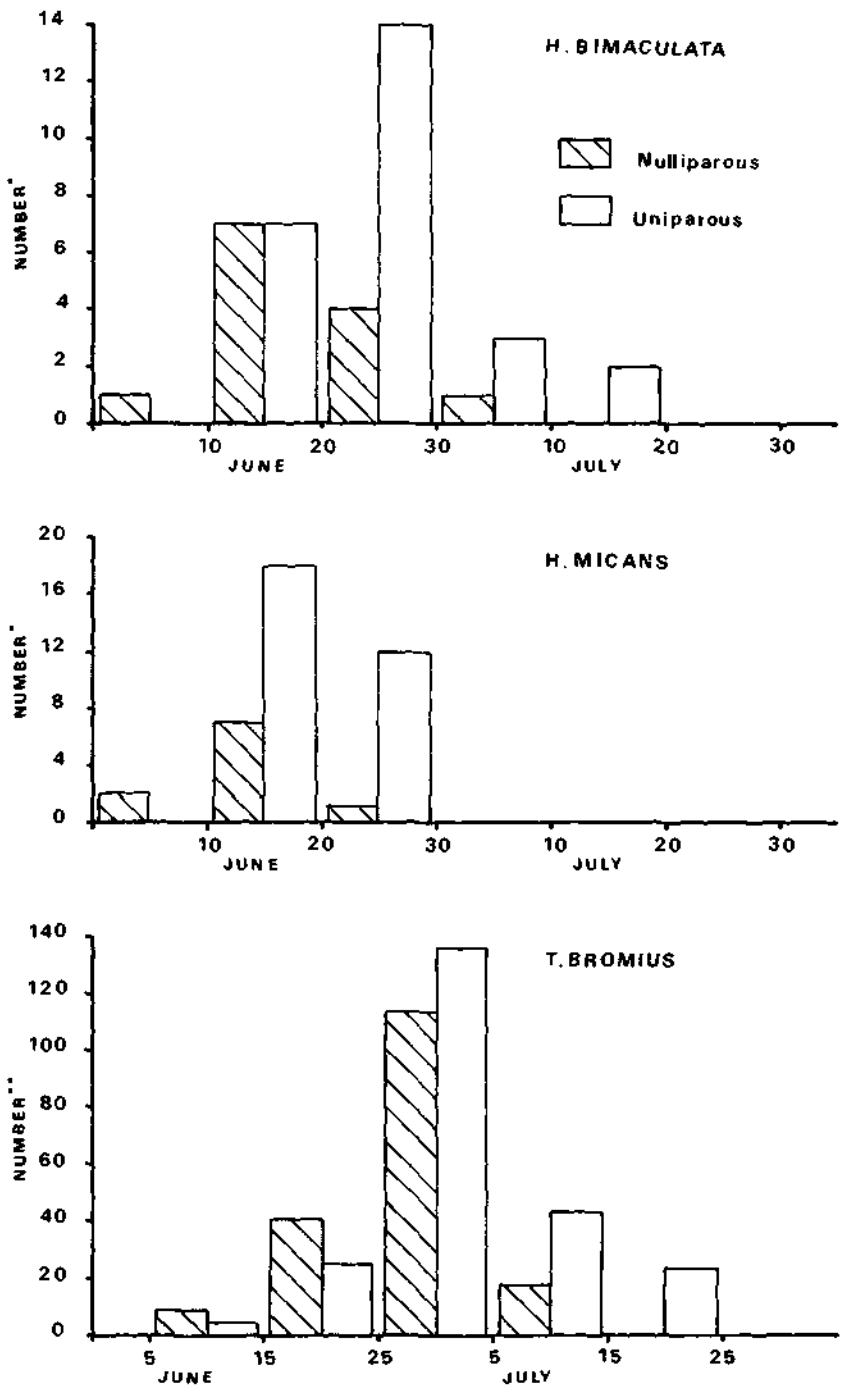 H. BIMACULATA
Nulliparous
Uniparous
NUMBER*
14
12
10
8
6
4
2
0
10 20 30 10 20 30
JUNE JULY
H. MICANS
NUMBER*
20
16
12
8
4
0
10 20 30 10 20 30
JUNE JULY
T. BROMIUS
NUMBER**
140
120
100
80
60
40
20
0
5 15 25 5 15 25
JUNE JULY